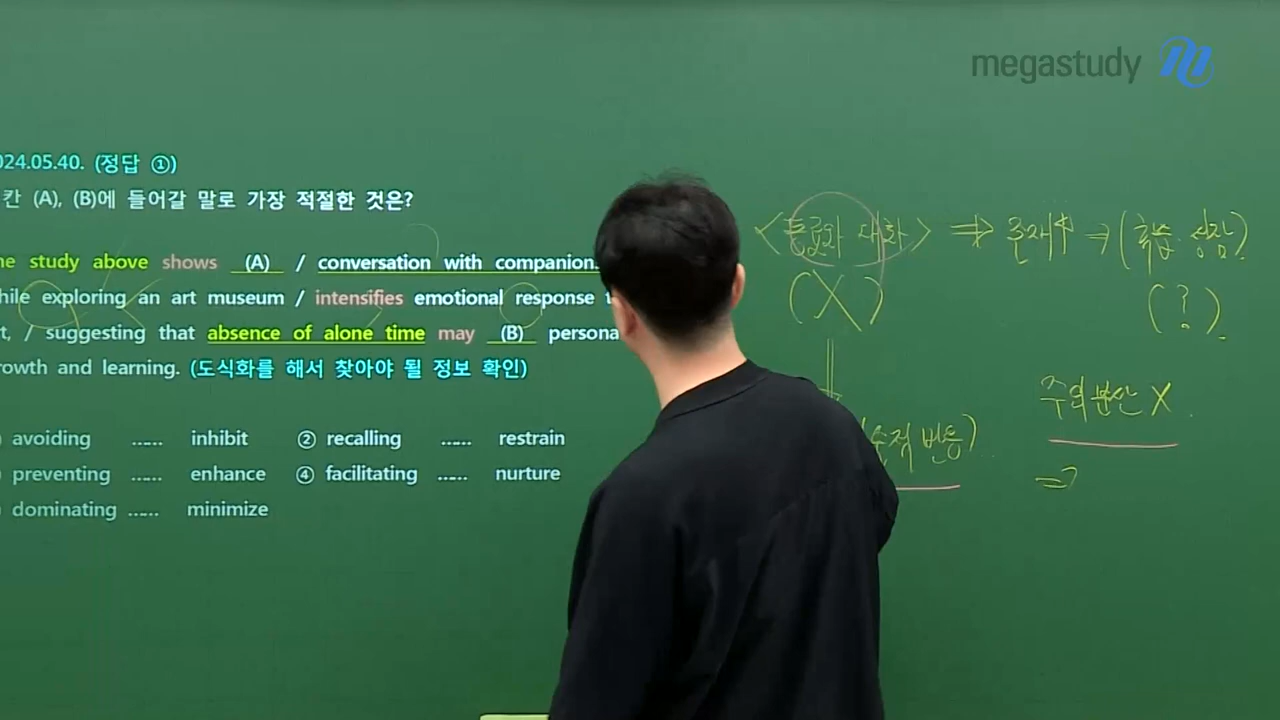 megastudy
024.05.40. (정답 ①)
칸 (A), (B)에 들어갈 말로 가장 적절한 것은?
he study above shows (A) / conversation with companion
hile exploring an art museum / intensifies emotional response
t, / suggesting that absence of alone time may (B) persona
rowth and learning. (도식화를 해서 찾아야 될 정보 확인)
avoiding …… inhibit ② recalling …… restrain
preventing …… enhance ④ facilitating …… nurture
dominating …… minimize
<동료와 대화> ⇒
(X)
(?)
주의분산 X
반응)
⇒